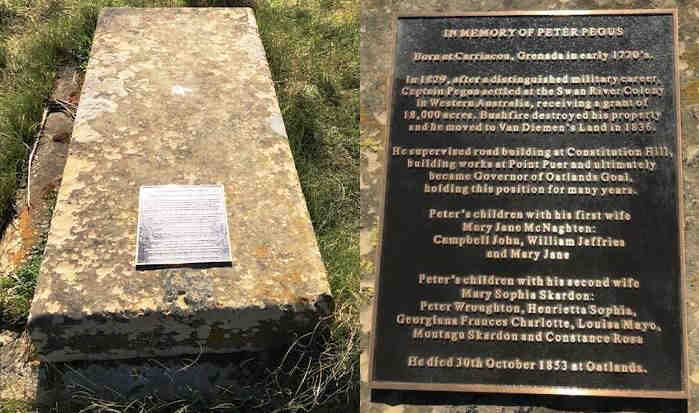 IN MEMORY OF PETER PEGUS
Born at Carriacou, Grenada in early 1770's.
In 1829, after a distinguished military career,
Captain Pegus settled at the Swan River Colony
in Western Australia, receiving a grant of
18,000 acres. Bushfire destroyed his property
and he moved to Van Diemen's Land in 1836.
He supervised road building at Constitution Hill,
building works at Point Puer and ultimately
became Governor of Oatlands Gaol,
holding this position for many years.
Peter's children with his first wife
Mary Jane McNaghten:
Campbell John, William Jeffries
and Mary Jane
Peter's children with his second wife
Mary Sophia Skardon:
Peter Wroughton, Henrietta Sophia,
Georgiana Frances Charlotte, Louisa Mayo,
Montagu Skardon and Constance Rosa
He died 30th October 1853 at Oatlands.